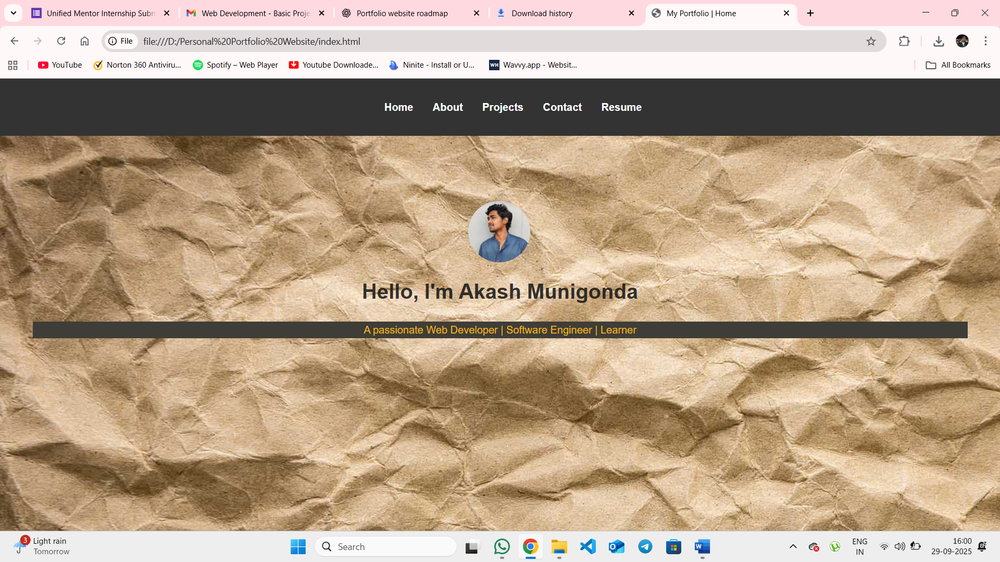 Unified Mentor Internship Subm
Web Development - Basic Proje
Portfolio website roadmap
Download history
My Portfolio | Home
File
file:///D:/Personal%20Portfolio%20Website/index.html
YouTube
Norton 360 Antiviru...
Spotify – Web Player
Youtube Downloade...
Ninite - Install or U...
WH
Wavvy.app - Websit...
All Bookmarks
Home
About
Projects
Contact
Resume
Hello, I'm Akash Munigonda
A passionate Web Developer | Software Engineer | Learner
3
Light rain
Tomorrow
Search
ENG
IN
16:00
29-09-2025